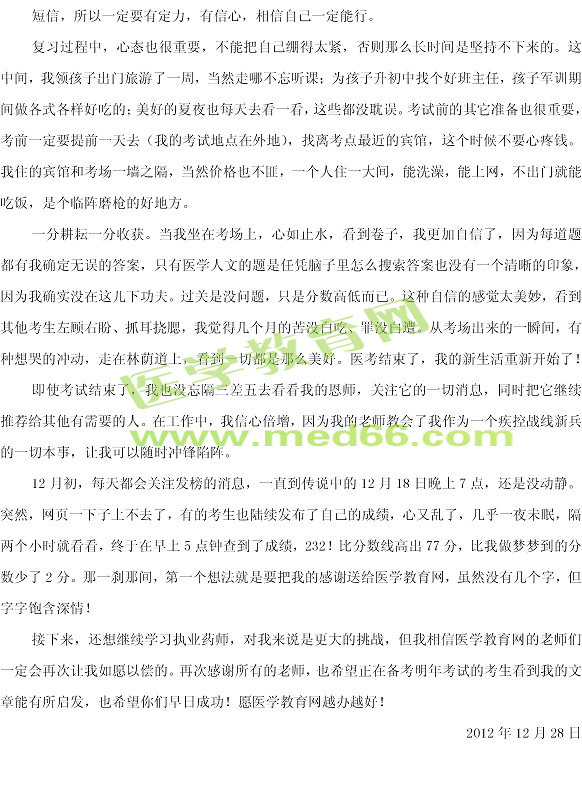 短信，所以一定要有定力，有信心，相信自己一定能行。
复习过程中，心态也很重要，不能把自己绷得太紧，否则那么长时间是坚持不下来的。这
中间，我领孩子出门旅游了一周，当然走哪不忘听课；为孩子升初中找个好班主任，孩子军训期
间做各式各样好吃的；美好的夏夜也每天去看一看，这些都没耽误。考试前的其它准备也很重要，
考前一定要提前一天去（我的考试地点在外地），找离考点最近的宾馆，这个时候不要心疼钱。
我住的宾馆和考场一墙之隔，当然价格也不匪，一个人住一大间，能洗澡，能上网，不出门就能
吃饭，是个临阵磨枪的好地方。
一分耕耘一分收获。当我坐在考场上，心如止水，看到卷子，我更加自信了，因为每道题
都有我确定无误的答案，只有医学人文的题是任凭脑子里怎么搜索答案也没有一个清晰的印象，
因为我确实没在这儿下功夫。过关是没问题，只是分数高低而已。这种自信的感觉太美妙，看到
其他考生左顾右盼、抓耳挠腮，我觉得几个月的苦没白吃、罪没白遭。从考场出来的一瞬间，有
种想哭的冲动，走在林荫道上，看到一切都是那么美好。医考结束了，我的新生活重新开始了！
即使考试结束了，我也没忘隔三差五去看看我的恩师，关注它的一切消息，同时把它继续
推荐给其他有需要的人。在工作中，我信心倍增，因为我的老师教会了我作为一个疾控战线新兵
的一切本事，让我可以随时冲锋陷阵。
12 月初，每天都会关注发榜的消息，一直到传说中的 12 月 18 日晚上 7 点，还是没动静。
突然，网页一下子上不去了，有的考生也陆续发布了自己的成绩，心又乱了，几乎一夜未眠，隔
两个小时就看看，终于在早上 5 点钟查到了成绩，232！比分数线高出 77 分，比我做梦梦到的分
数少了 2 分。那一刹那间，第一个想法就是要把我的感谢送给医学教育网，虽然没有几个字，但
字字饱含深情！
接下来，还想继续学习执业药师，对我来说是更大的挑战，但我相信医学教育网的老师们
一定会再次让我如愿以偿的。再次感谢所有的老师，也希望正在备考明年考试的考生看到我的文
章能有所启发，也希望你们早日成功！愿医学教育网越办越好！
2012 年 12 月 28 日
医学教育网
www.med66.com